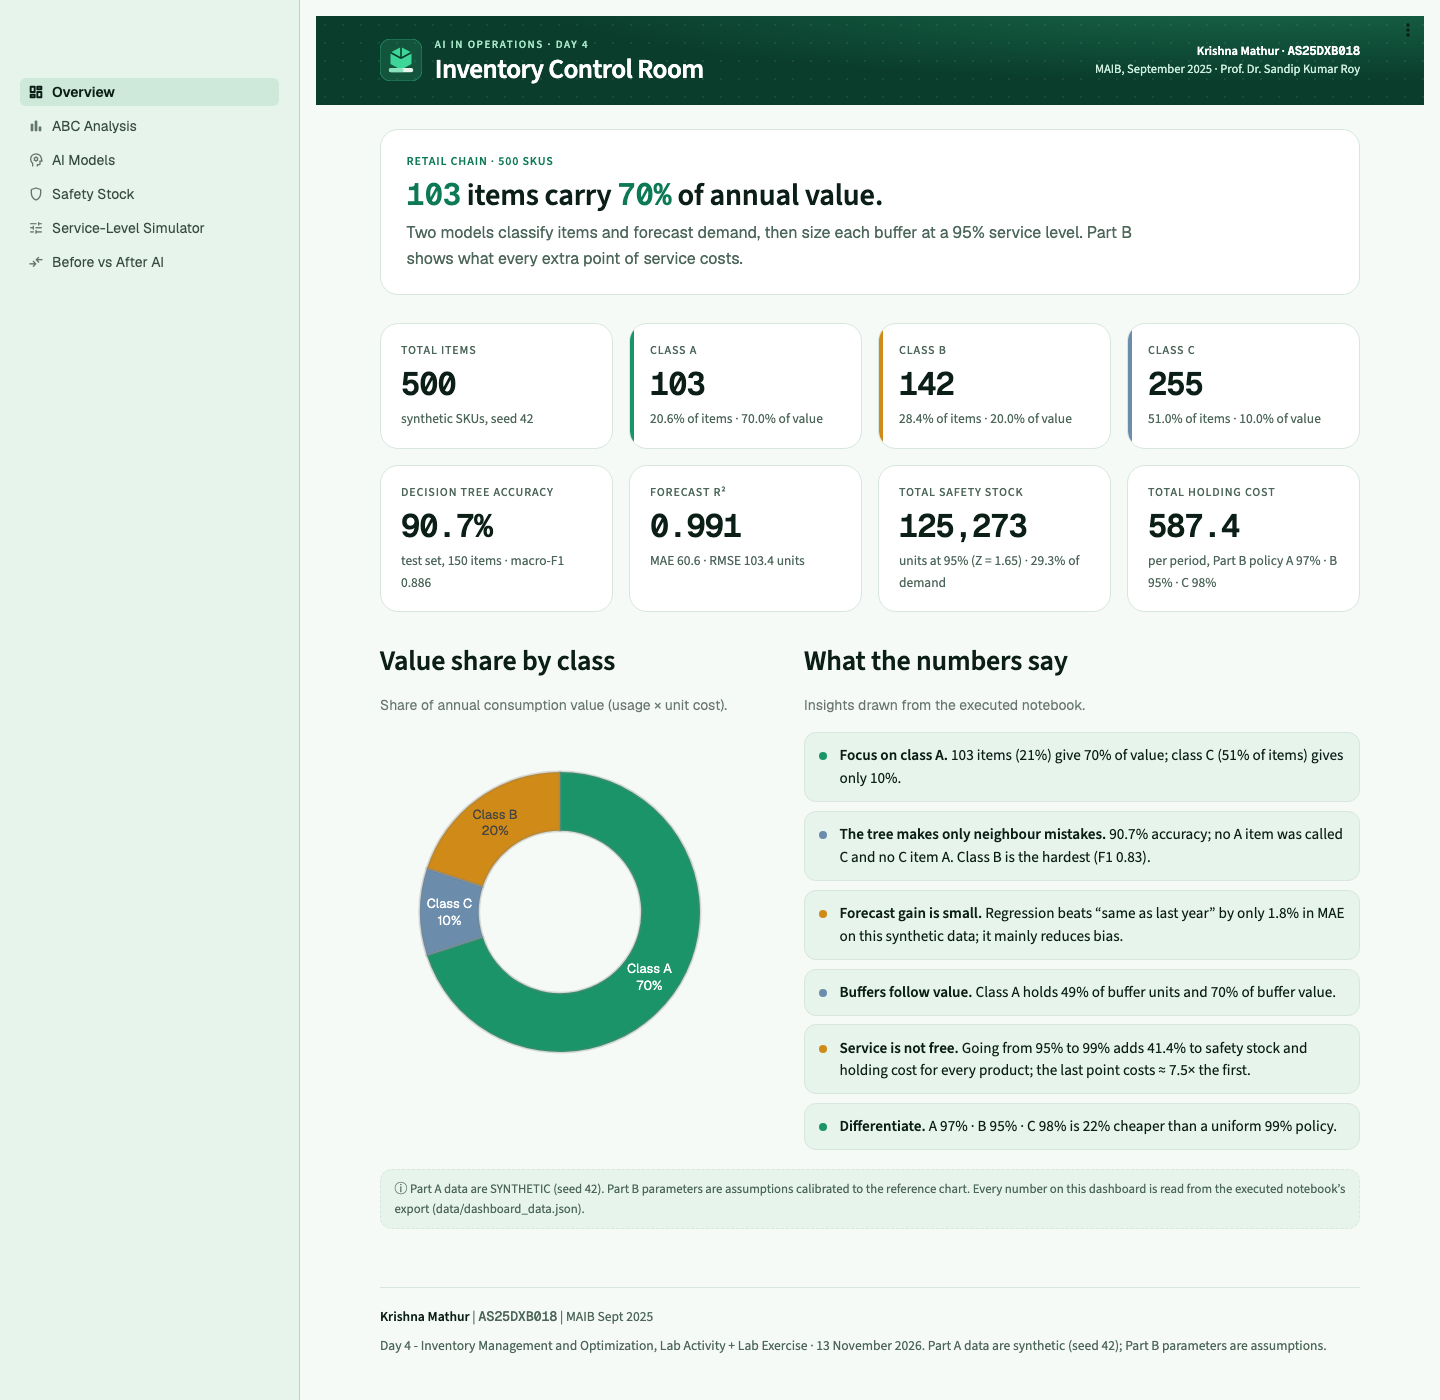 Overview
ABC Analysis
AI Models
Safety Stock
Service-Level Simulator
Before vs After AI
AI IN OPERATIONS · DAY 4
Inventory Control Room
Krishna Mathur · AS25DXB018
MAIB, September 2025 · Prof. Dr. Sandip Kumar Roy
RETAIL CHAIN · 500 SKUS
103 items carry 70% of annual value.
Two models classify items and forecast demand, then size each buffer at a 95% service level. Part B
shows what every extra point of service costs.
TOTAL ITEMS
500
synthetic SKUs, seed 42
CLASS A
103
20.6% of items · 70.0% of value
CLASS B
142
28.4% of items · 20.0% of value
CLASS C
255
51.0% of items · 10.0% of value
DECISION TREE ACCURACY
90.7%
test set, 150 items · macro-F1
0.886
FORECAST R²
0.991
MAE 60.6 · RMSE 103.4 units
TOTAL SAFETY STOCK
125,273
units at 95% (Z = 1.65) · 29.3% of
demand
TOTAL HOLDING COST
587.4
per period, Part B policy A 97% · B
95% · C 98%
Value share by class
Share of annual consumption value (usage × unit cost).
Class B
20%
Class C
10%
Class A
70%
What the numbers say
Insights drawn from the executed notebook.
Focus on class A. 103 items (21%) give 70% of value; class C (51% of items) gives
only 10%.
The tree makes only neighbour mistakes. 90.7% accuracy; no A item was called
C and no C item A. Class B is the hardest (F1 0.83).
Forecast gain is small. Regression beats “same as last year” by only 1.8% in MAE
on this synthetic data; it mainly reduces bias.
Buffers follow value. Class A holds 49% of buffer units and 70% of buffer value.
Service is not free. Going from 95% to 99% adds 41.4% to safety stock and
holding cost for every product; the last point costs ≈ 7.5× the first.
Differentiate. A 97% · B 95% · C 98% is 22% cheaper than a uniform 99% policy.
ⓘ Part A data are SYNTHETIC (seed 42). Part B parameters are assumptions calibrated to the reference chart. Every number on this dashboard is read from the executed notebook’s
export (data/dashboard_data.json).
Krishna Mathur | AS25DXB018 | MAIB Sept 2025
Day 4 - Inventory Management and Optimization, Lab Activity + Lab Exercise · 13 November 2026. Part A data are synthetic (seed 42); Part B parameters are assumptions.